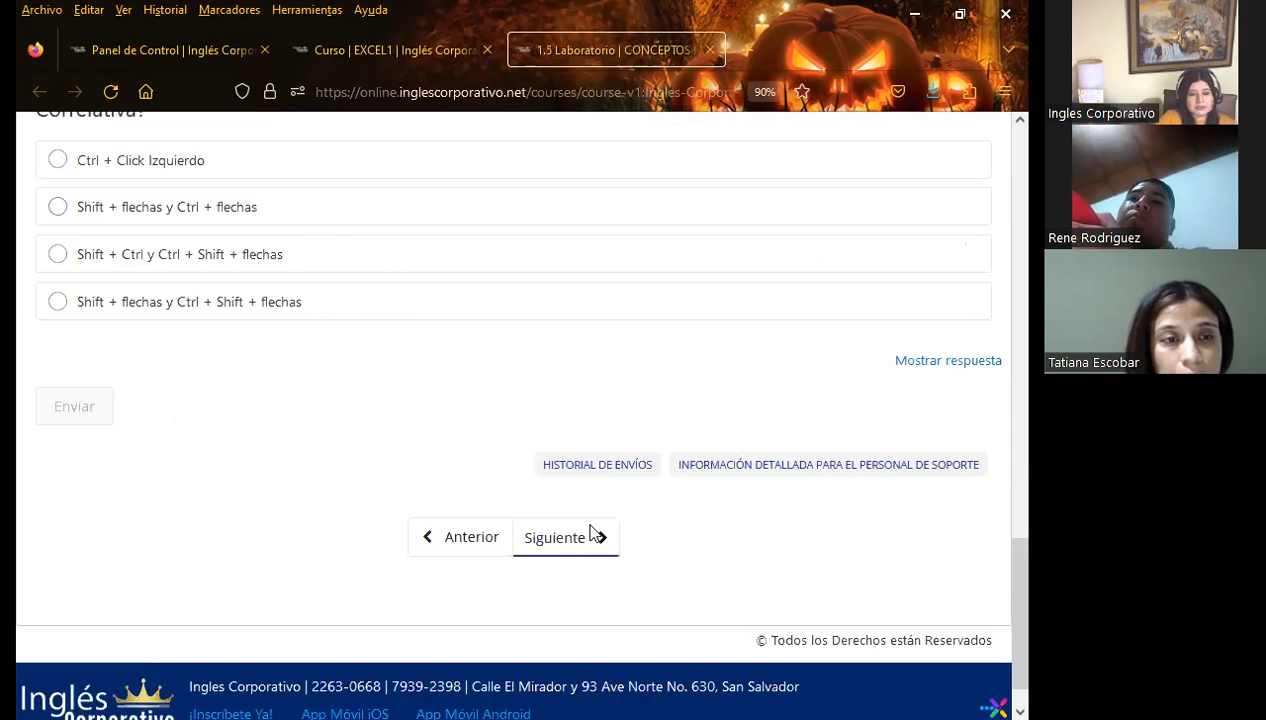 Archivo Editar Ver Historial Marcadores Herramientas Ayuda
Panel de Control | Inglés Corpo
Curso | EXCEL1 | Inglés Corpora
1.5 Laboratorio | CONCEPTOS
https://online.inglescorporativo.net/courses/course-v1:Ingles-Corpor
90%
Correlativa?
Ctrl + Click Izquierdo
Shift + flechas y Ctrl + flechas
Shift + Ctrl y Ctrl + Shift + flechas
Shift + flechas y Ctrl + Shift + flechas
Mostrar respuesta
Enviar
HISTORIAL DE ENVÍOS
INFORMACIÓN DETALLADA PARA EL PERSONAL DE SOPORTE
Anterior
Siguiente
© Todos los Derechos están Reservados
Inglés
Corporativo
Ingles Corporativo | 2263-0668 | 7939-2398 | Calle El Mirador y 93 Ave Norte No. 630, San Salvador
¡Inscríbete Ya! App Móvil iOS App Móvil Android
Ingles Corporativo
Rene Rodriguez
Tatiana Escobar